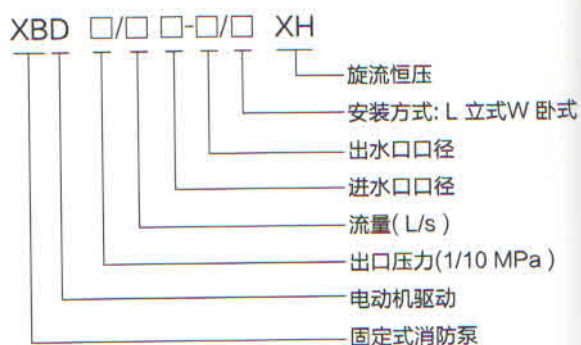 XBD □/□ □-□/□ XH
旋流恒压
安装方式: L 立式W 卧式
出水口口径
进水口口径
流量( L/s )
出口压力(1/10 MPa )
电动机驱动
固定式消防泵